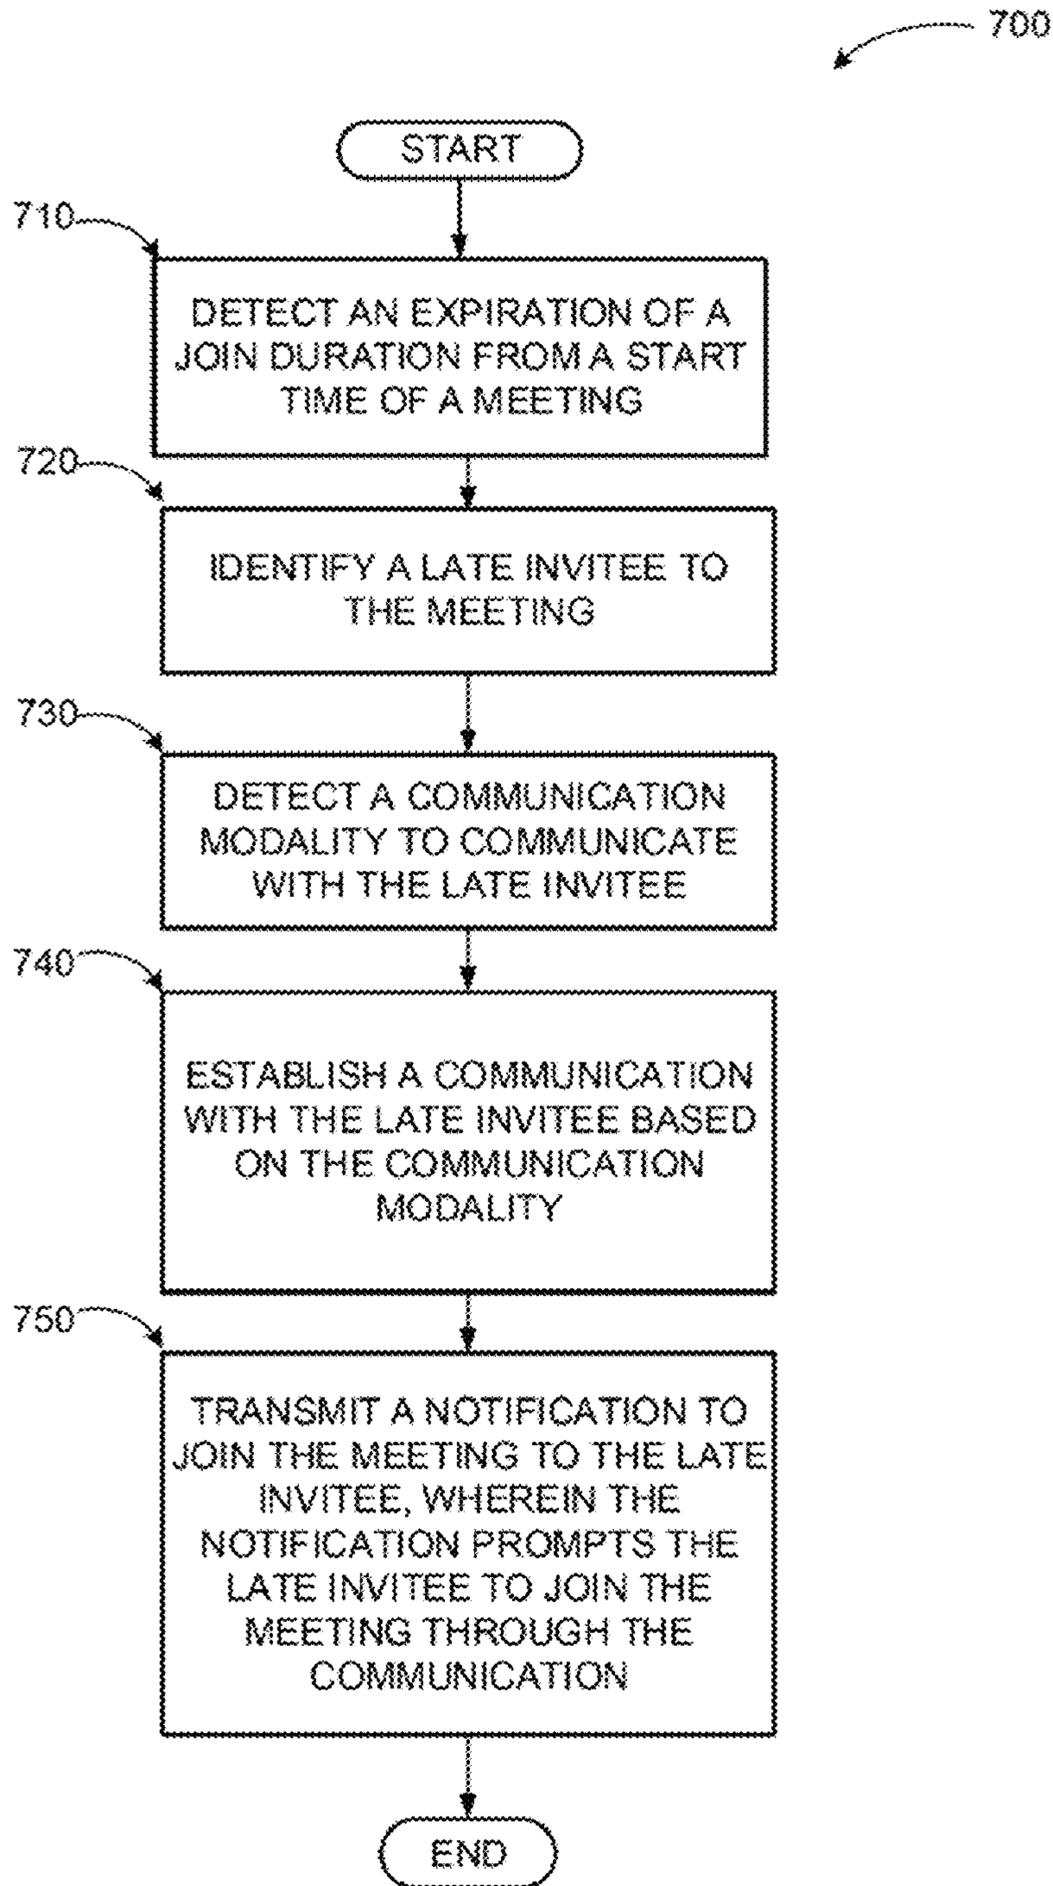 700
START
710
DETECT AN EXPIRATION OF A
JOIN DURATION FROM A START
TIME OF A MEETING
720
IDENTIFY A LATE INVITEE TO
THE MEETING
730
DETECT A COMMUNICATION
MODALITY TO COMMUNICATE
WITH THE LATE INVITEE
740
ESTABLISH A COMMUNICATION
WITH THE LATE INVITEE BASED
ON THE COMMUNICATION
MODALITY
750
TRANSMIT A NOTIFICATION TO
JOIN THE MEETING TO THE LATE
INVITEE, WHEREIN THE
NOTIFICATION PROMPTS THE
LATE INVITEE TO JOIN THE
MEETING THROUGH THE
COMMUNICATION
END